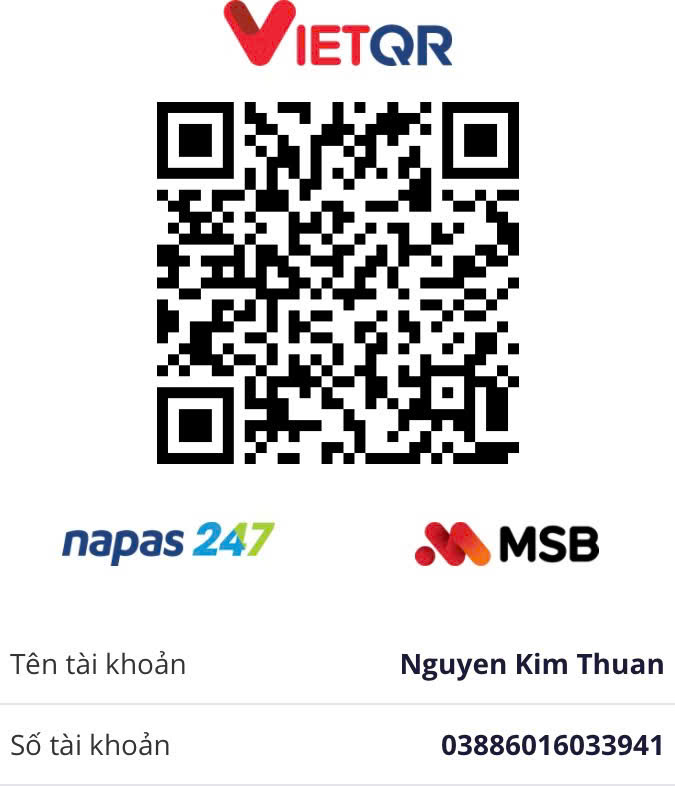 VIETQR
napas 247
MSB
Tên tài khoản Nguyen Kim Thuan
Số tài khoản 03886016033941